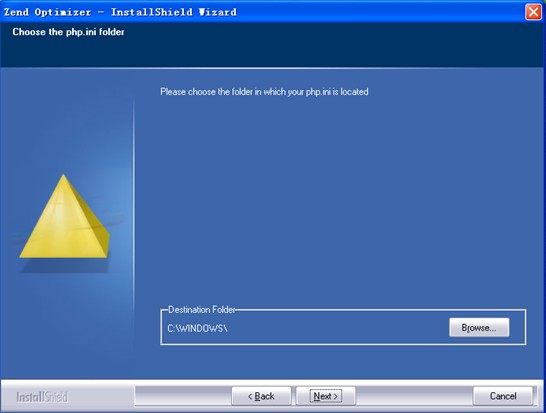 Zend Optimizer - InstallShield Wizard
Choose the php.ini folder
Please choose the folder in which your php.ini is located
Destination Folder
C:\WINDOWS\
Browse...
InstallShield
< Back
Next >
Cancel